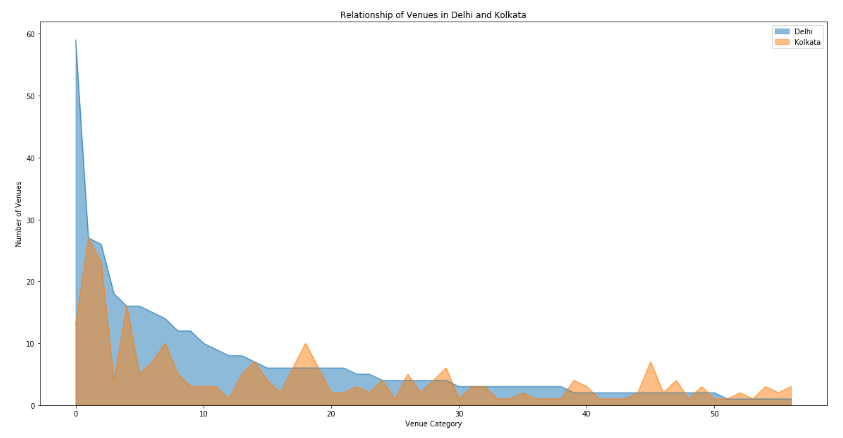 Relationship of Venues in Delhi and Kolkata
Delhi
Kolkata
60
50
40
30
20
10
0
Number of Venues
0 10 20 30 40 50
Venue Category